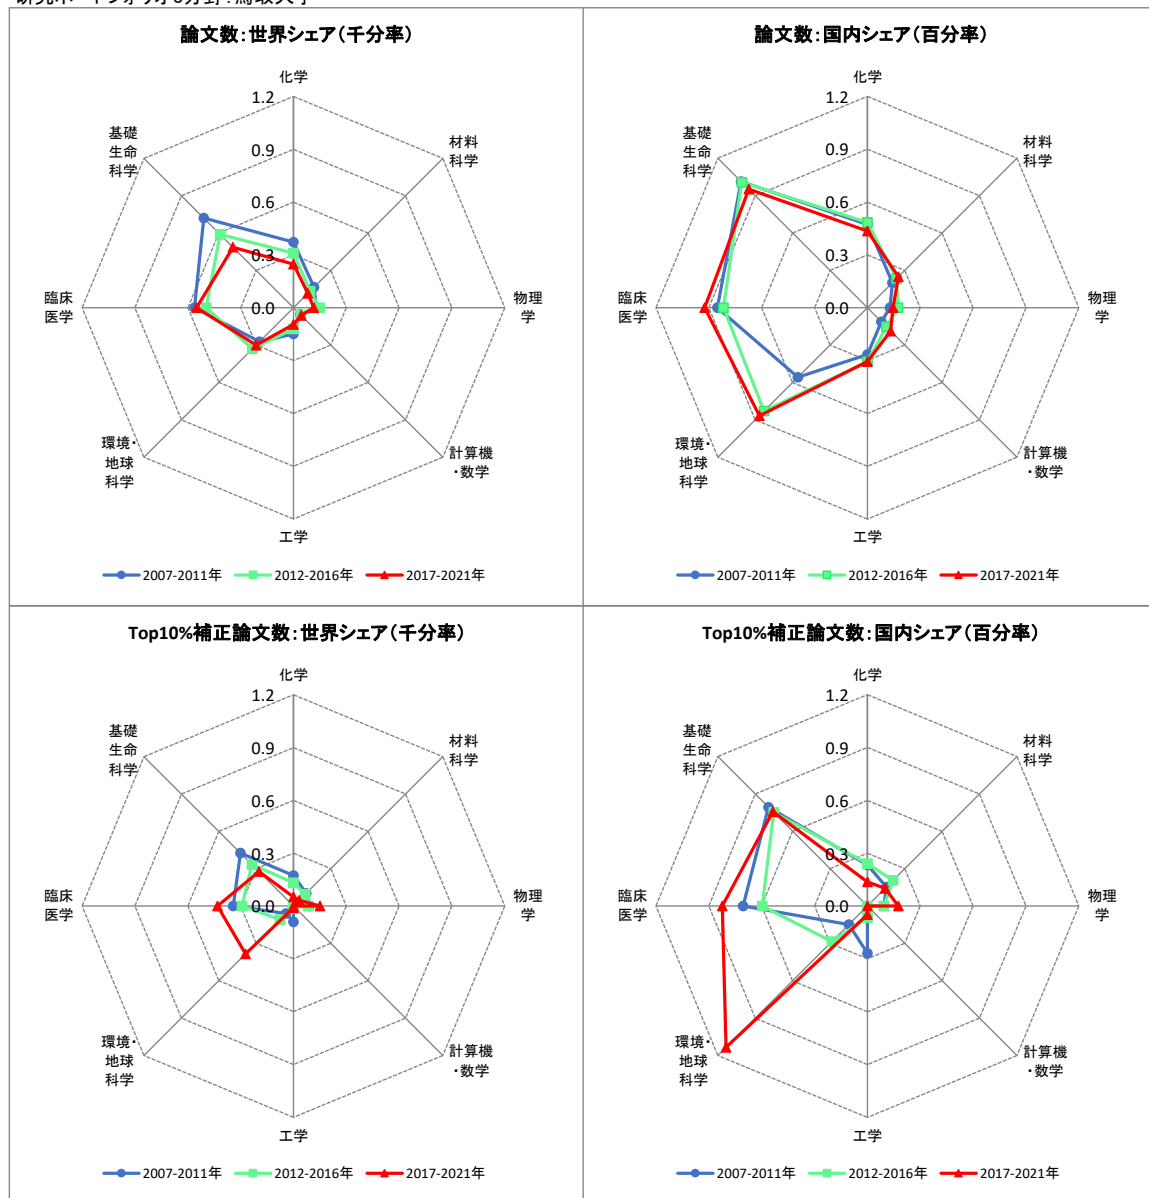 論文数：世界シェア（千分率）
化学
1.2
0.9
0.6
0.3
0.0
材料
科学
物理
学
計算機
・数学
工学
環境・
地球
科学
臨床
医学
基礎
生命
科学
2007-2011年 2012-2016年 2017-2021年
論文数：国内シェア（百分率）
化学
1.2
0.9
0.6
0.3
0.0
材料
科学
物理
学
計算機
・数学
工学
環境・
地球
科学
臨床
医学
基礎
生命
科学
2007-2011年 2012-2016年 2017-2021年
Top10%補正論文数：世界シェア（千分率）
化学
1.2
0.9
0.6
0.3
0.0
材料
科学
物理
学
計算機
・数学
工学
環境・
地球
科学
臨床
医学
基礎
生命
科学
2007-2011年 2012-2016年 2017-2021年
Top10%補正論文数：国内シェア（百分率）
化学
1.2
0.9
0.6
0.3
0.0
材料
科学
物理
学
計算機
・数学
工学
環境・
地球
科学
臨床
医学
基礎
生命
科学
2007-2011年 2012-2016年 2017-2021年